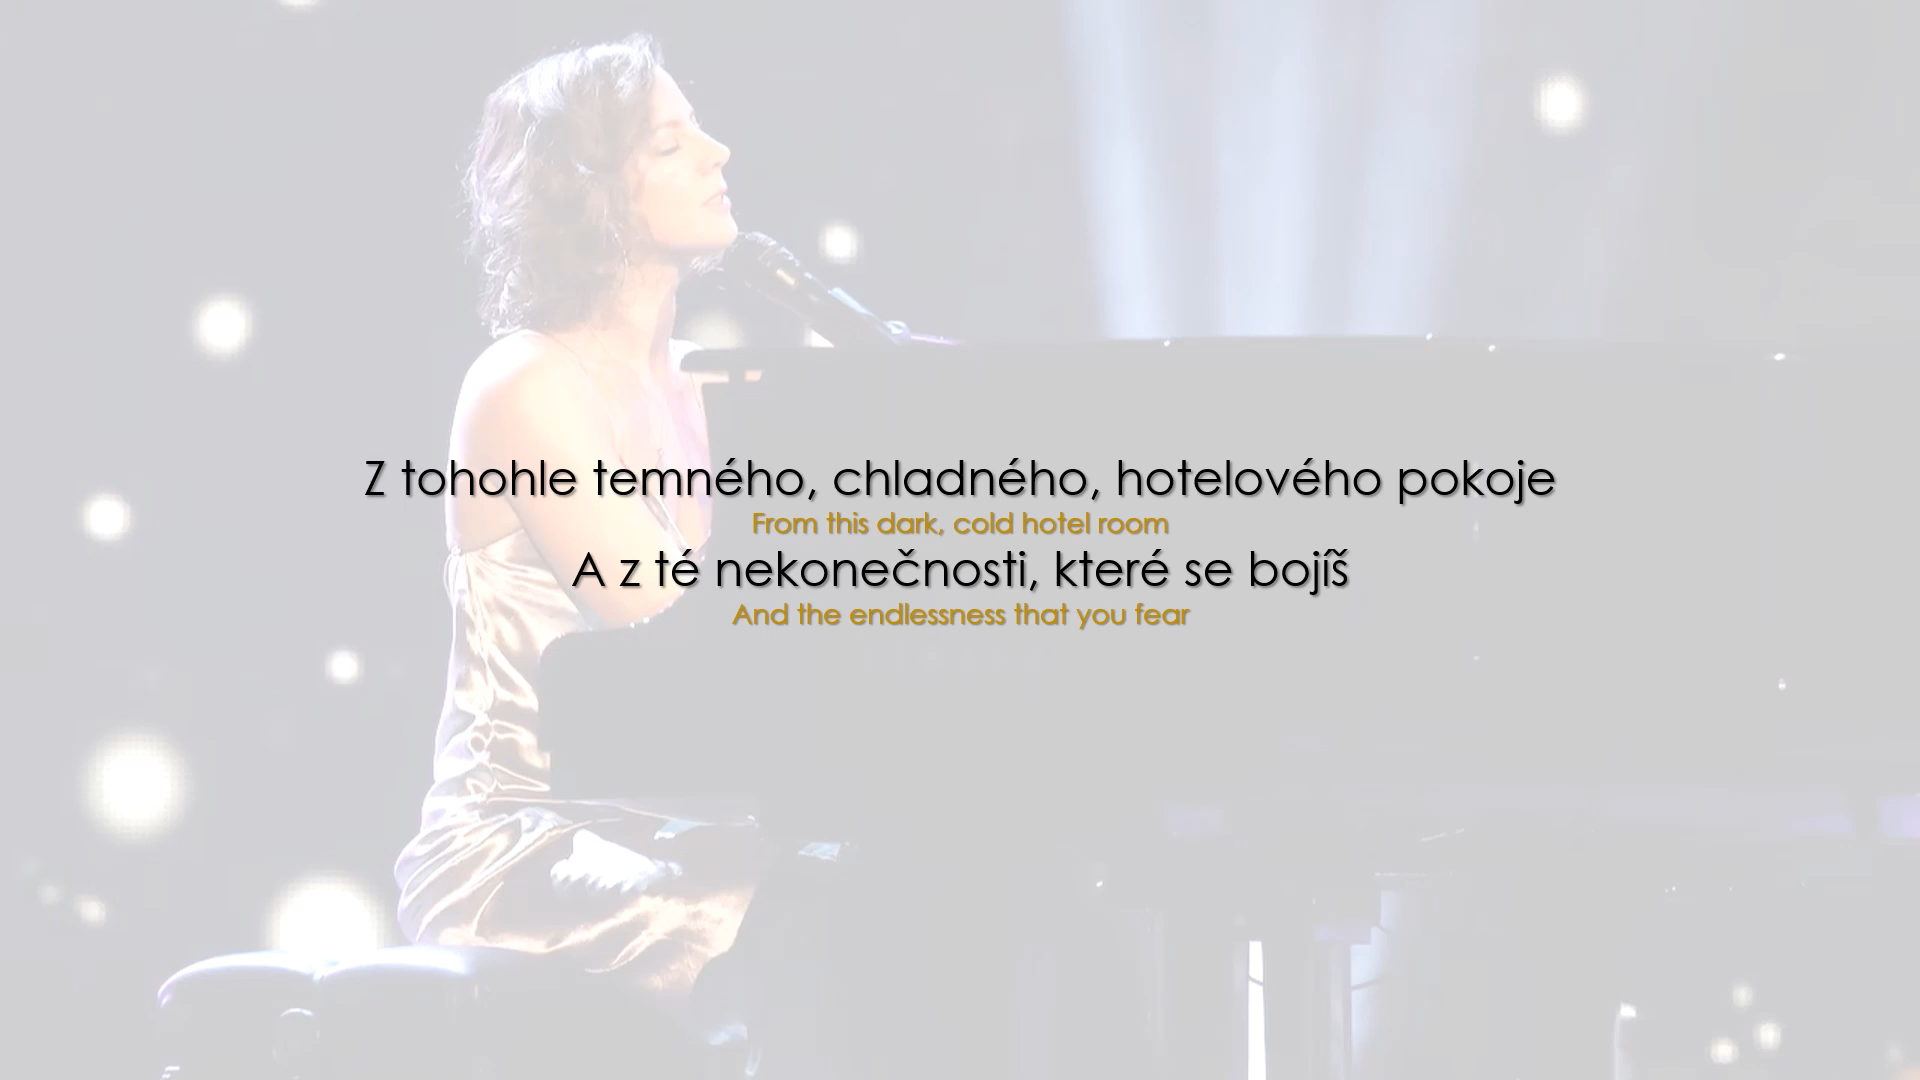 Z tohohle temného, chladného, hotelového pokoje
From this dark, cold hotel room
A z té nekonečnosti, které se bojíš
And the endlessness that you fear